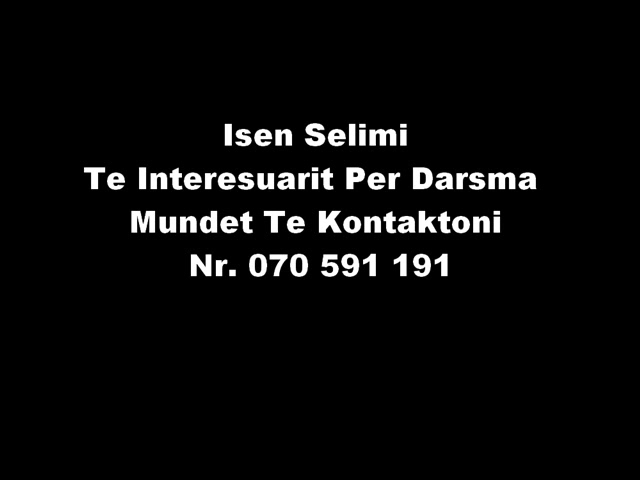 Isen Selimi
Te Interesuarit Per Darsma
Mundet Te Kontaktoni
Nr. 070 591 191